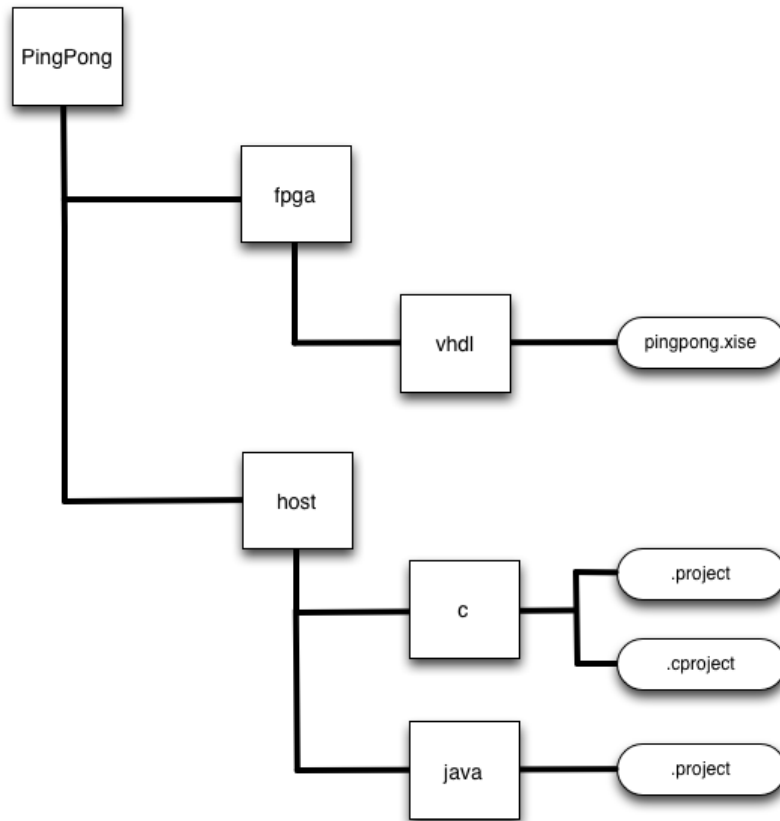 PingPong
fpga
vhdl
pingpong.xise
host
c
.project
.cproject
java
.project